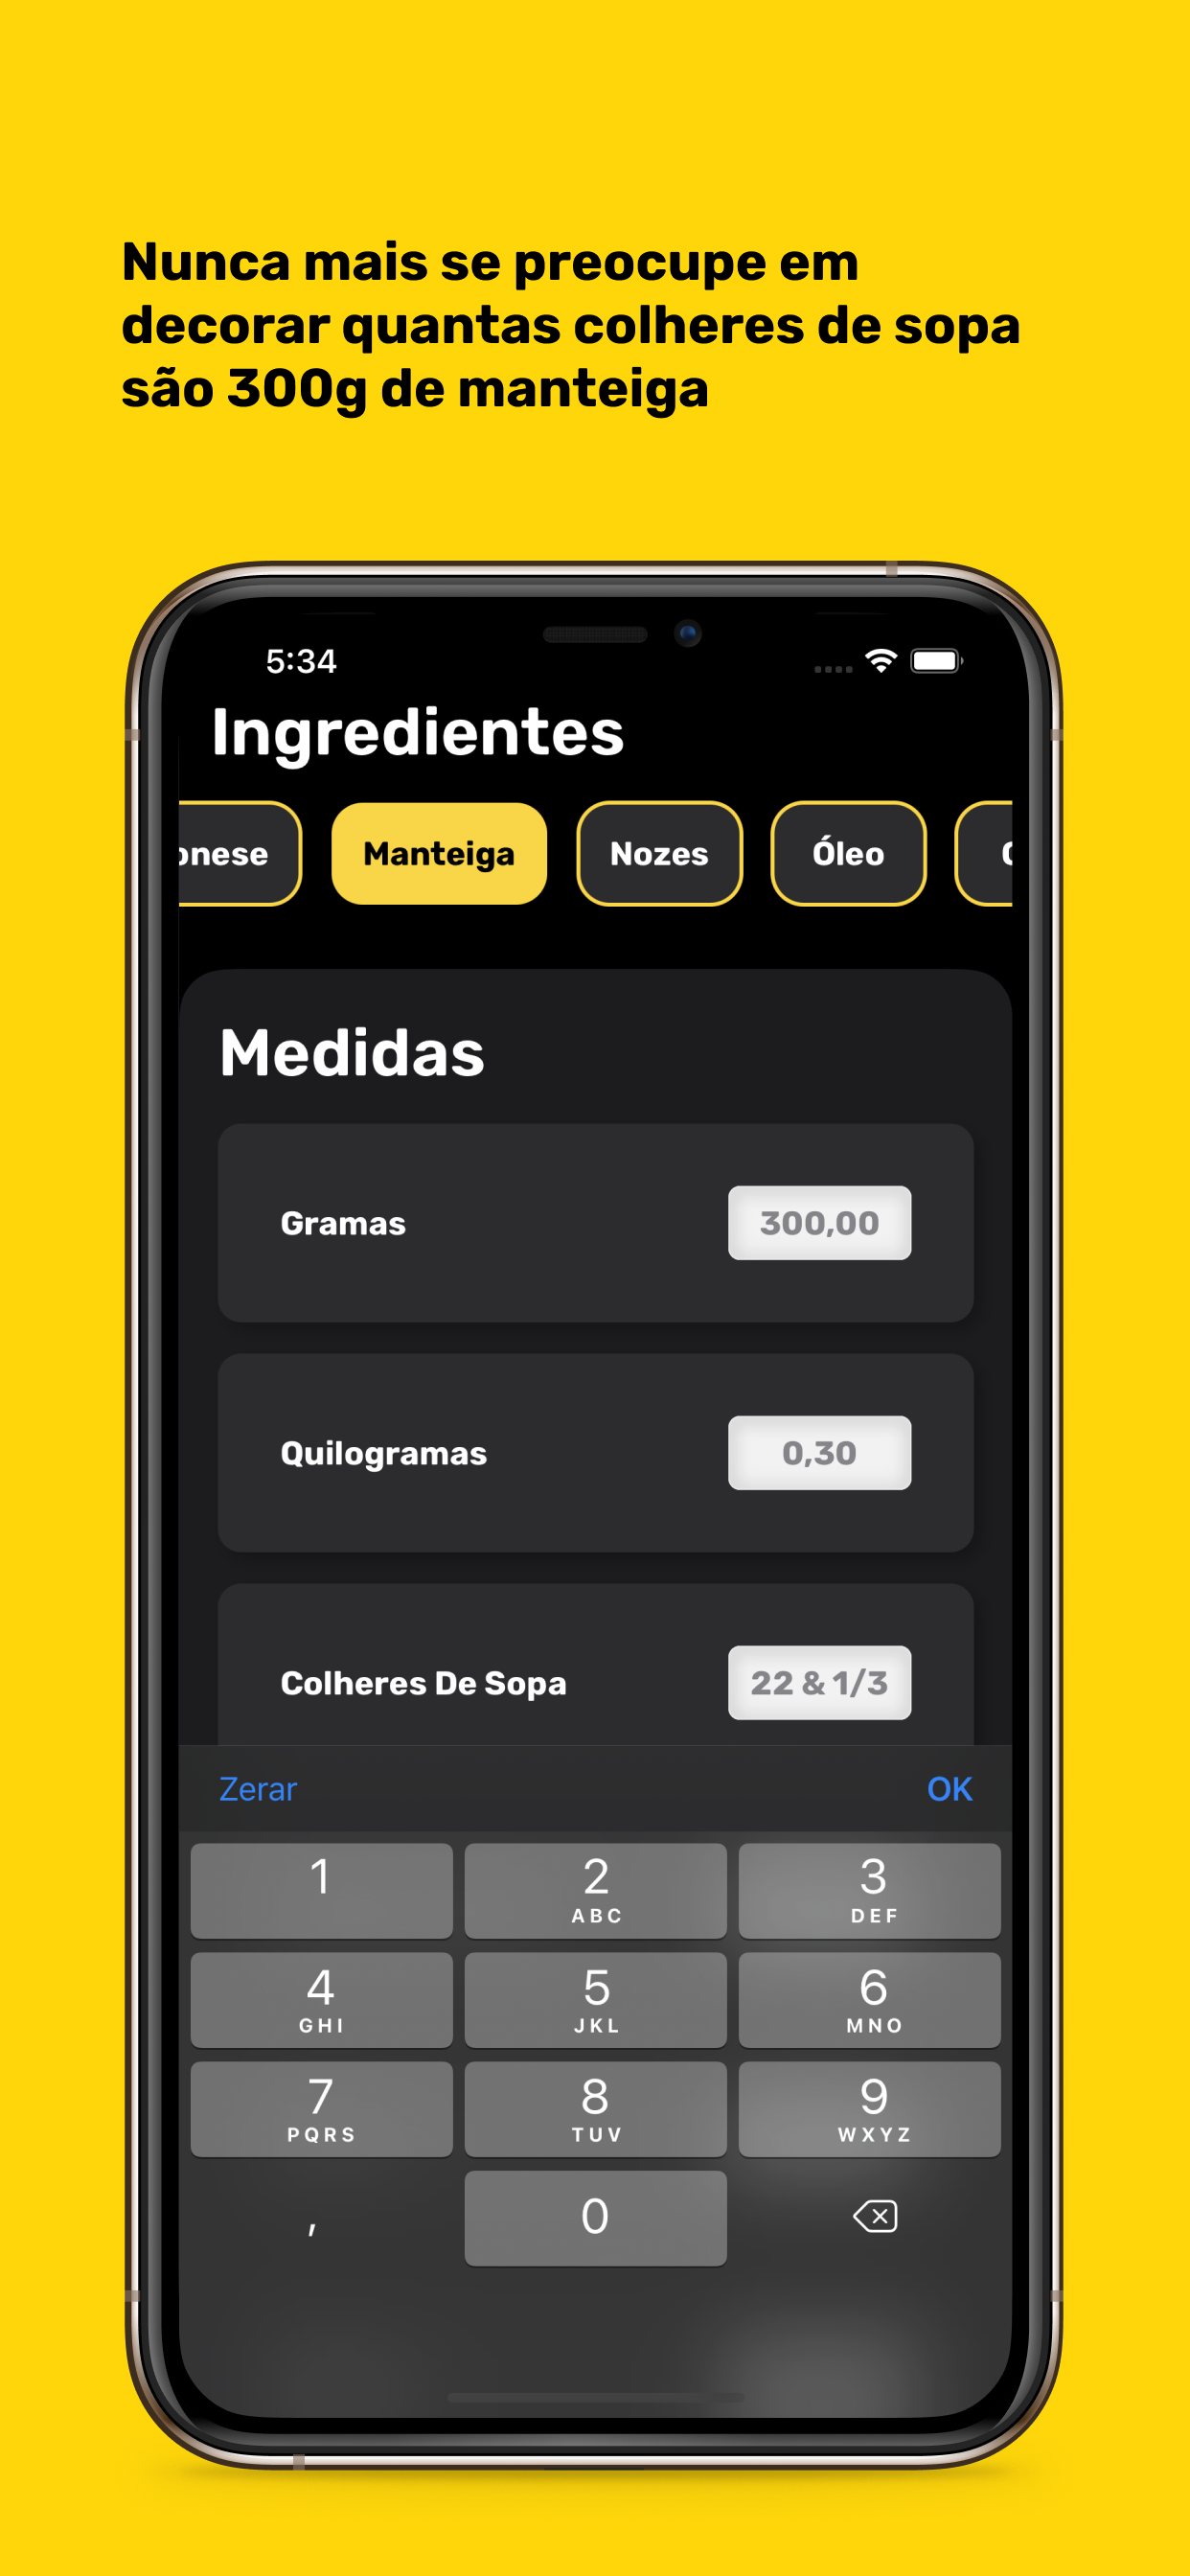 Nunca mais se preocupe em
decorar quantas colheres de sopa
são 300g de manteiga
5:34
Ingredientes
onese Manteiga Nozes Óleo
Medidas
Gramas 300,00
Quilogramas 0,30
Colheres De Sopa 22 & 1/3
Zerar OK
1 2 3
ABC DEF
4 5 6
GHI JKL MNO
7 8 9
PQRS TUV WXYZ
, 0